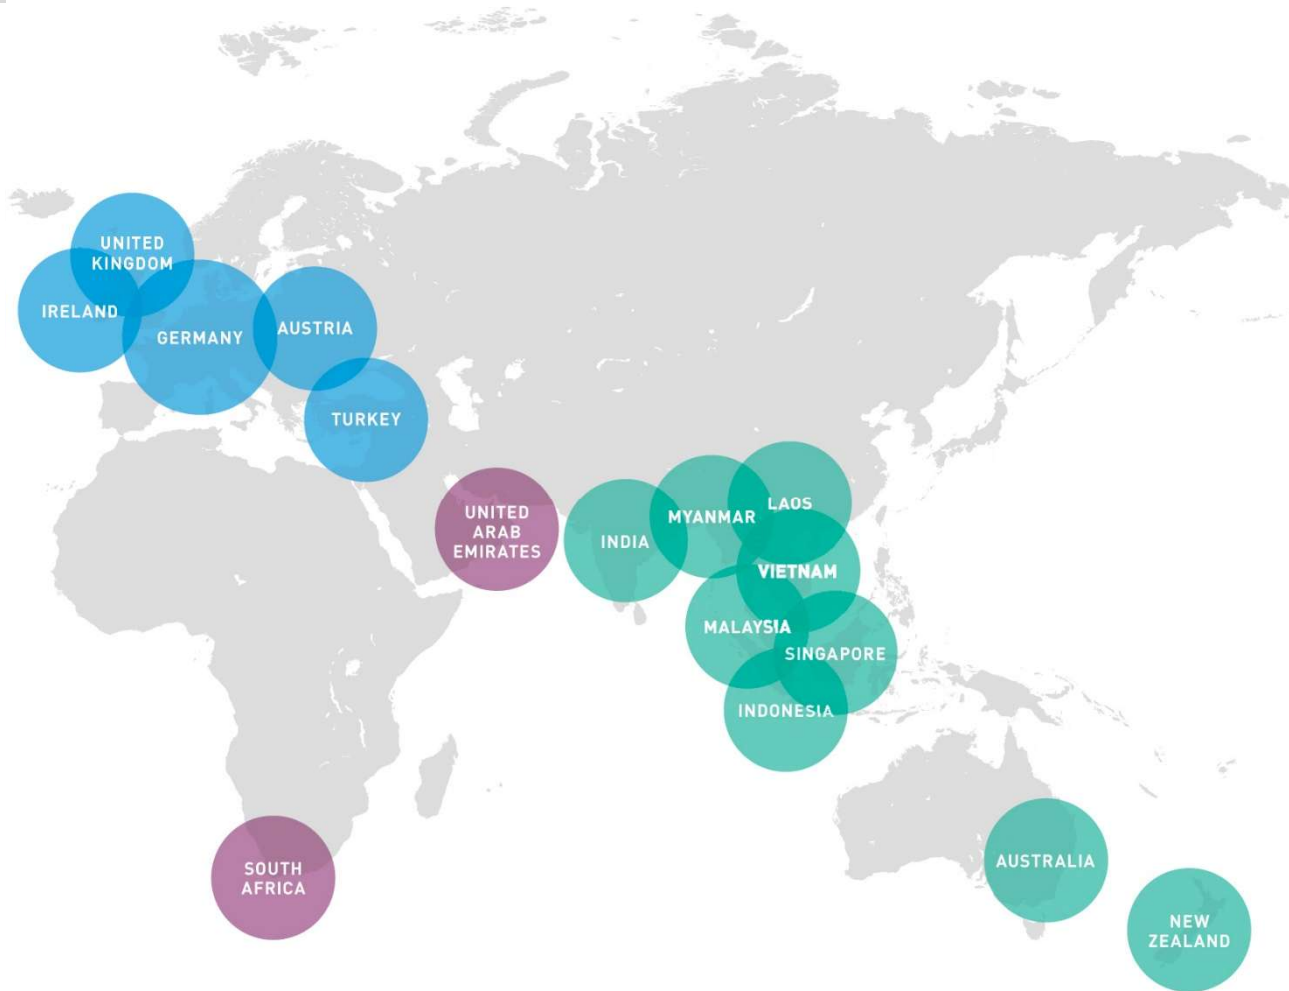 UNITED
KINGDOM
IRELAND
GERMANY
AUSTRIA
TURKEY
UNITED
ARAB
EMIRATES
INDIA
MYANMAR
LAOS
VIETNAM
MALAYSIA
SINGAPORE
INDONESIA
SOUTH
AFRICA
AUSTRALIA
NEW
ZEALAND